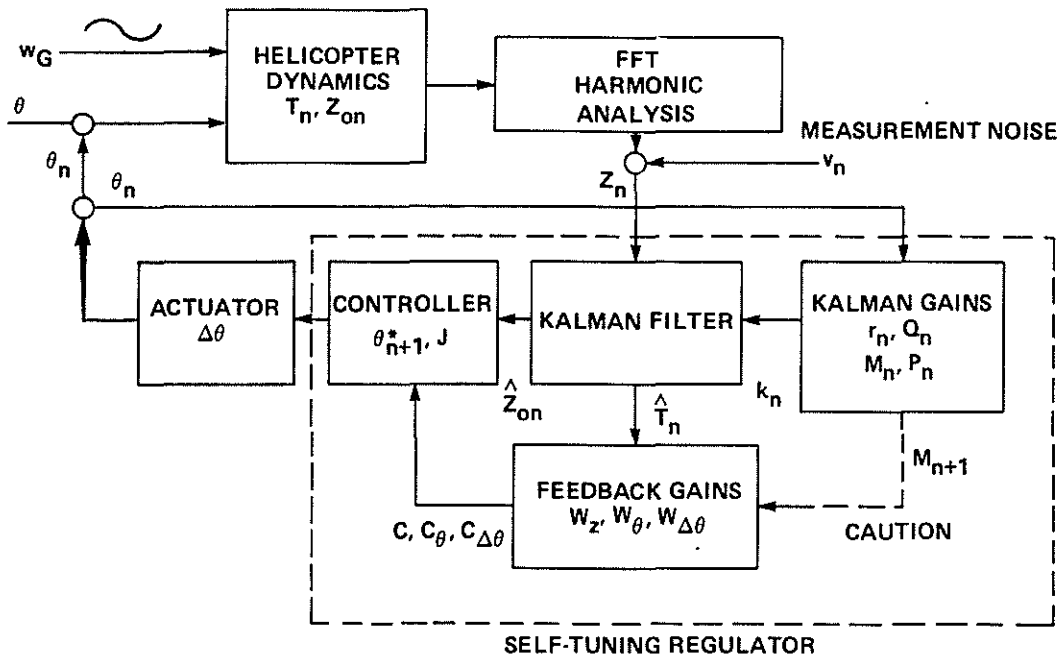 w_G
HELICOPTER
DYNAMICS
T_n, Z_on
FFT
HARMONIC
ANALYSIS
θ
MEASUREMENT NOISE
v_n
θ_n
θ_n
Z_n
ACTUATOR
Δθ
CONTROLLER
θ*_{n+1}, J
KALMAN FILTER
KALMAN GAINS
r_n, Q_n
M_n, P_n
Ẑ_on
T̂_n
k_n
M_{n+1}
FEEDBACK GAINS
W_z, W_θ, W_Δθ
C, C_θ, C_Δθ
CAUTION
SELF-TUNING REGULATOR